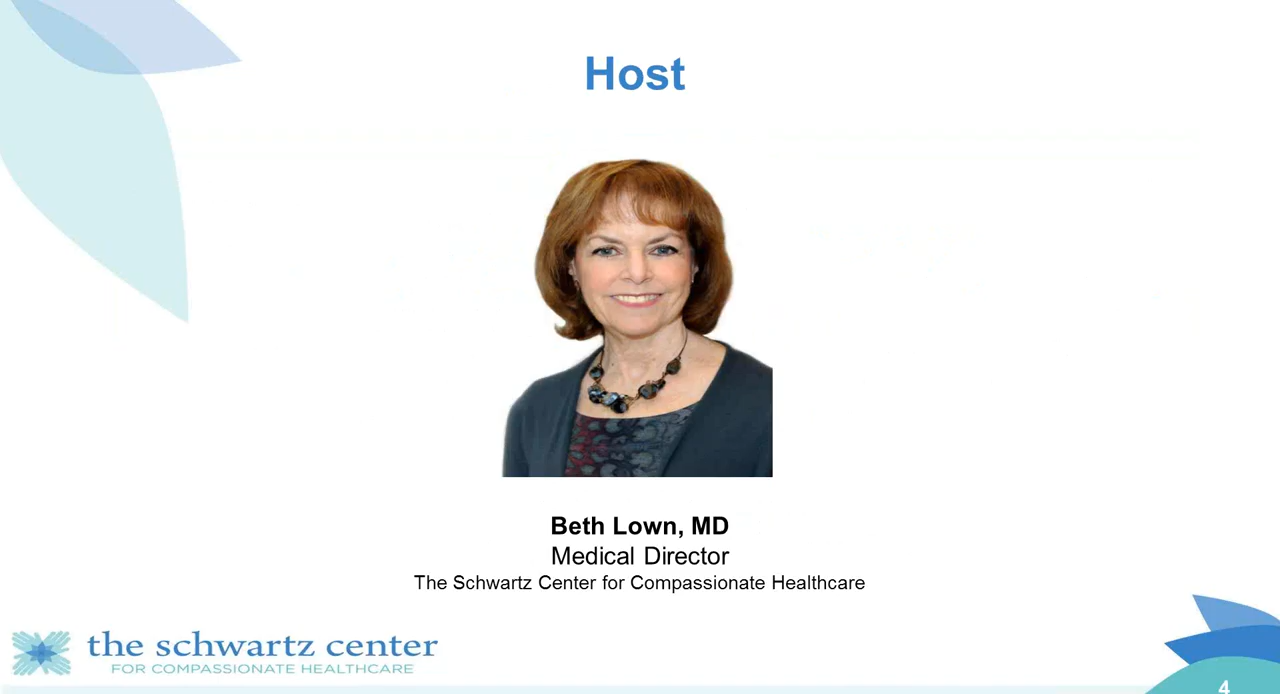 Host
Beth Lown, MD
Medical Director
The Schwartz Center for Compassionate Healthcare
the schwartz center
FOR COMPASSIONATE HEALTHCARE
4